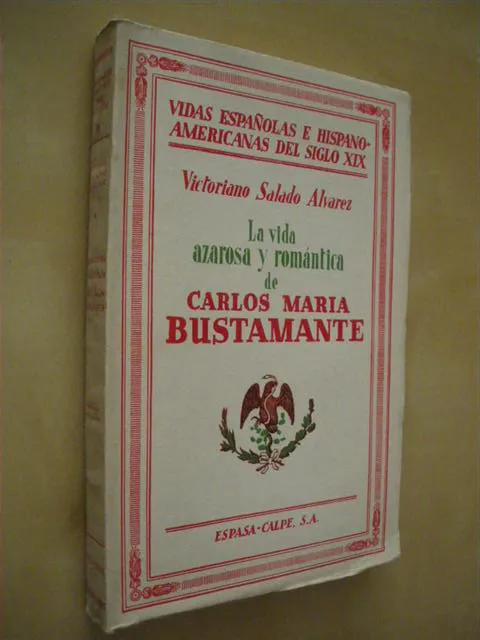 VIDAS ESPAÑOLAS E HISPANO-
AMERICANAS DEL SIGLO XIX
Victoriano Salado Alvarez
La vida
azarosa y romántica
de
CARLOS MARIA
BUSTAMANTE
ESPASA-CALPE, S.A.